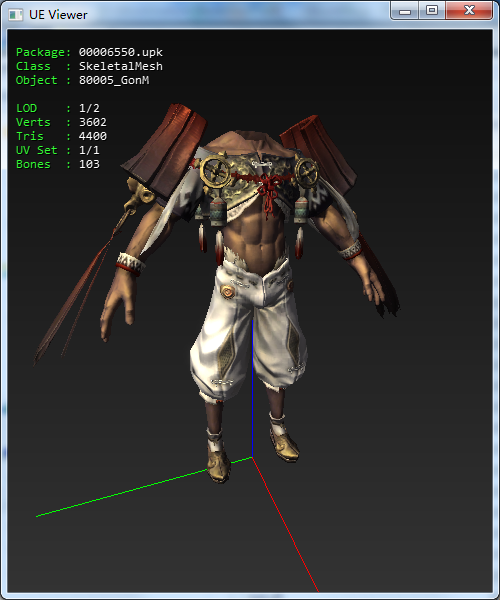 UE Viewer
Package: 00006550.upk
Class : SkeletalMesh
Object : 80005_GonM
LOD : 1/2
Verts : 3602
Tris : 4400
UV Set : 1/1
Bones : 103